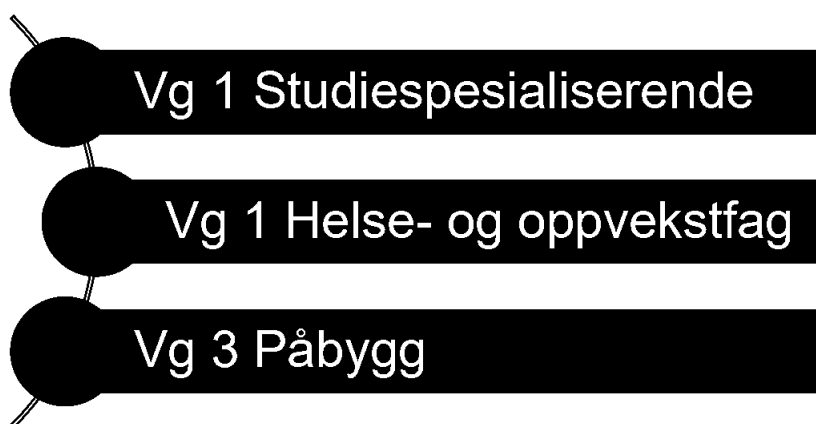 Vg 1 Studiespesialiserende
Vg 1 Helse- og oppvekstfag
Vg 3 Påbygg